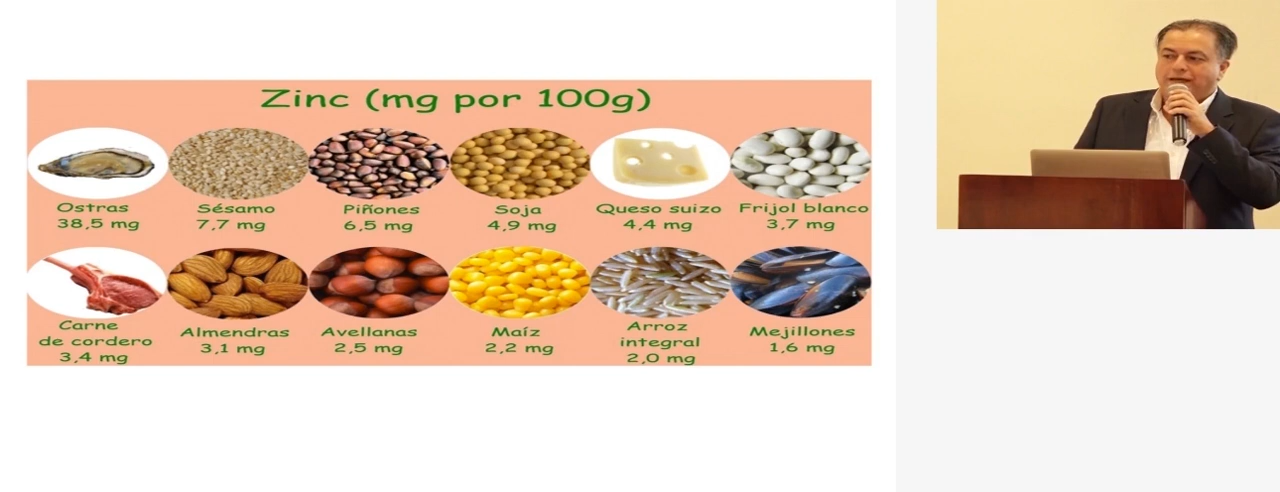 Zinc (mg por 100g)
Ostras
38,5 mg
Sésamo
7,7 mg
Piñones
6,5 mg
Soja
4,9 mg
Queso suizo
4,4 mg
Frijol blanco
3,7 mg
Carne
de cordero
3,4 mg
Almendras
3,1 mg
Avellanas
2,5 mg
Maíz
2,2 mg
Arroz
integral
2,0 mg
Mejillones
1,6 mg